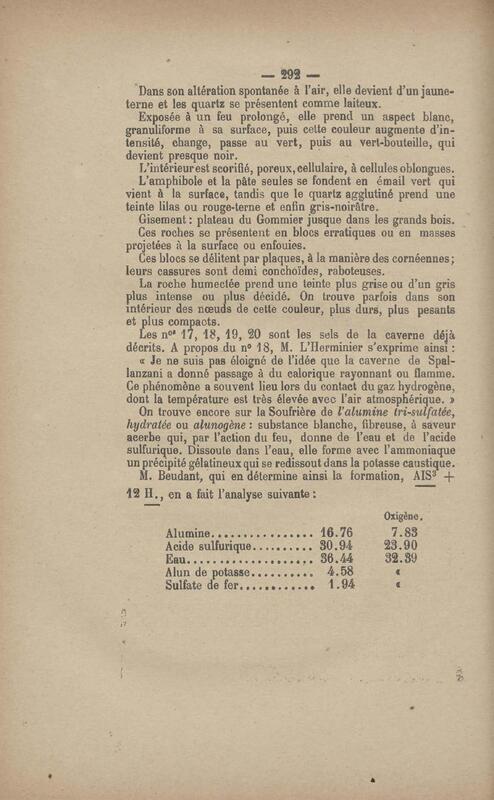 — 292 —
Dans son altération spontanée à l'air, elle devient d'un jaune-
terne et les quartz se présentent comme laiteux.
Exposée à un feu prolongé, elle prend un aspect blanc,
granuliforme à sa surface, puis cette couleur augmente d'in-
tensité, change, passe au vert, puis au vert-bouteille, qui
devient presque noir.
L'intérieur est scorifié, poreux, cellulaire, à cellules oblongues.
L'amphibole et la pâte seules se fondent en émail vert qui
vient à la surface, tandis que le quartz agglutiné prend une
teinte lilas ou rouge-terne et enfin gris-noirâtre.
Gisement : plateau du Gommier jusque dans les grands bois.
Ces roches se présentent en blocs erratiques ou en masses
projetées à la surface ou enfouies.
Ces blocs se délitent par plaques, à la manière des cornéennes ;
leurs cassures sont demi conchoïdes, raboteuses.
La roche humectée prend une teinte plus grise ou d'un gris
plus intense ou plus décidé. On trouve parfois dans son
intérieur des nœuds de cette couleur, plus durs, plus pesants
et plus compacts.
Les nos 17, 18, 19, 20 sont les sels de la caverne déjà
décrits. A propos du no 18, M. L'Herminier s'exprime ainsi :
« Je ne suis pas éloigné de l'idée que la caverne de Spal-
lanzani a donné passage à du calorique rayonnant ou flamme.
Ce phénomène a souvent lieu lors du contact du gaz hydrogène,
dont la température est très élevée avec l'air atmosphérique. »
On trouve encore sur la Soufrière de l'alumine tri-sulfatée,
hydratée ou alunogène : substance blanche, fibreuse, à saveur
acerbe qui, par l'action du feu, donne de l'eau et de l'acide
sulfurique. Dissoute dans l'eau, elle forme avec l'ammoniaque
un précipité gélatineux qui se redissout dans la potasse caustique.
M. Beudant, qui en détermine ainsi la formation, AIS³ +
12 H., en a fait l'analyse suivante :
Oxigène.
Alumine................ 16.76 7.83
Acide sulfurique.......... 30.94 23.90
Eau.................... 36.44 32.39
Alun de potasse.......... 4.58 «
Sulfate de fer............ 1.94 «